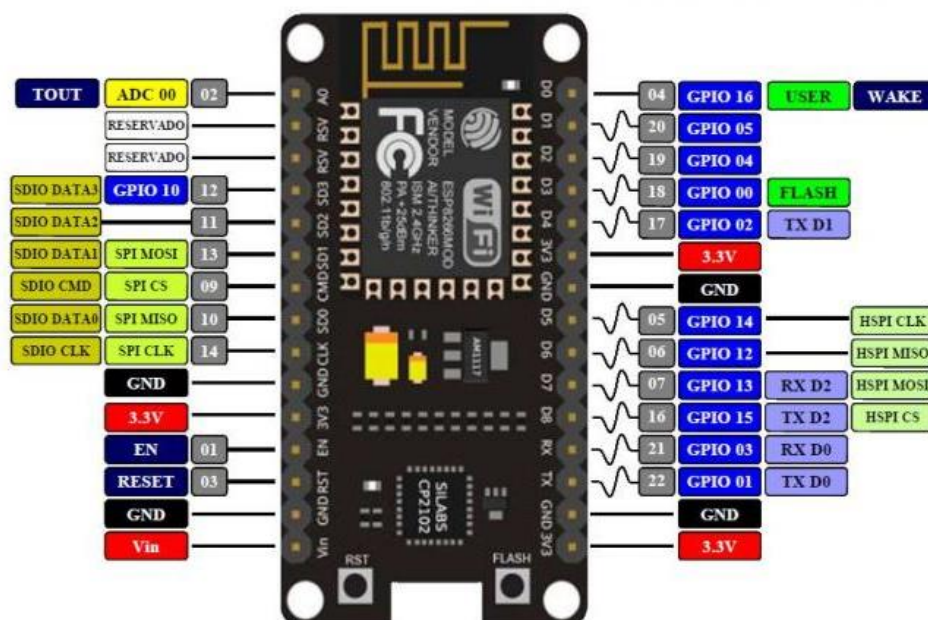 TOUT ADC 00 02 A0 D0 04 GPIO 16 USER WAKE
RESERVADO RSV D1 20 GPIO 05
RESERVADO RSV D2 19 GPIO 04
SDIO DATA3 GPIO 10 12 SD3 D3 18 GPIO 00 FLASH
SDIO DATA2 11 SD2 D4 17 GPIO 02 TX D1
SDIO DATA1 SPI MOSI 13 SD1 3V3 3.3V
SDIO CMD SPI CS 09 CMD GND GND
SDIO DATA0 SPI MISO 10 SD0 D5 05 GPIO 14 HSPI CLK
SDIO CLK SPI CLK 14 CLK D6 06 GPIO 12 HSPI MISO
GND GND D7 07 GPIO 13 RX D2 HSPI MOSI
3.3V 3V3 D8 16 GPIO 15 TX D2 HSPI CS
EN 01 EN RX 21 GPIO 03 RX D0
RESET 03 RST TX 22 GPIO 01 TX D0
GND GND GND GND
Vin Vin 3V3 3.3V
MODEL
VENDOR
ESP8266MOD
AI/THINKER
ISM 2.4GHz
PA +25dBm
802.11b/g/n
FC
Wi Fi
AM1117
SILABS
CP2102
RST
FLASH